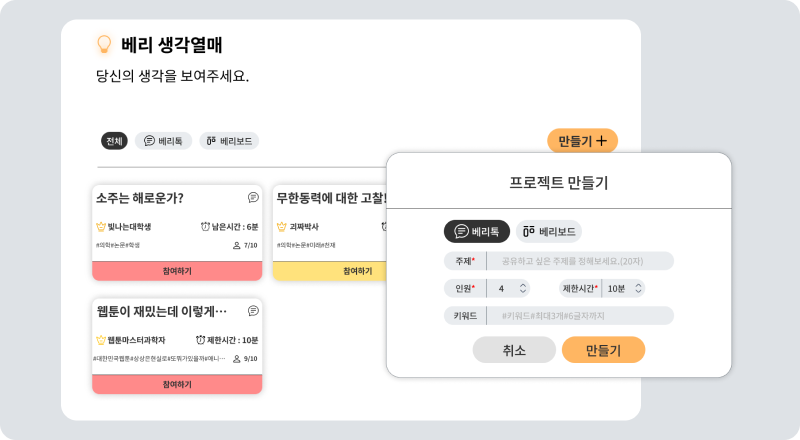 베리 생각열매
당신의 생각을 보여주세요.
전체 베리톡 베리보드 만들기
소주는 해로운가?
빛나는대학생 남은시간 : 6분
#의학#논문#학생 7/10
참여하기
무한동력에 대한 고찰!
괴짜박사
#의학#논문#미래#천재
참여하기
웹툰이 재밌는데 이렇게…
웹툰마스터과학자 제한시간 : 10분
#대한민국웹툰#상상은현실로#도뭐가있을까#애니… 9/10
참여하기
프로젝트 만들기
베리톡 베리보드
주제* 공유하고 싶은 주제를 정해보세요.(20자)
인원* 4 제한시간* 10분
키워드 #키워드#최대3개#6글자까지
취소 만들기